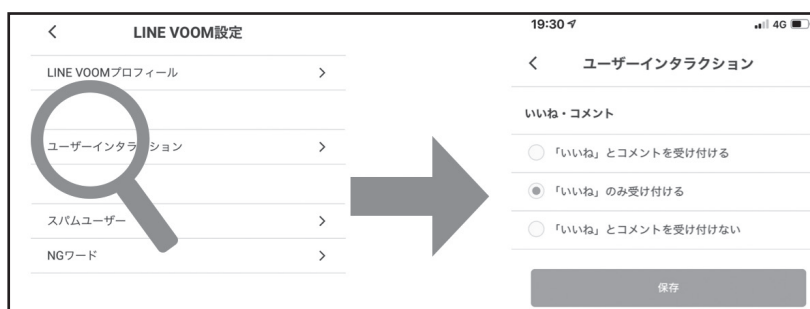 LINE VOOM設定
LINE VOOMプロフィール
ユーザーインタラクション
スパムユーザー
NGワード
19:30
4G
ユーザーインタラクション
いいね・コメント
「いいね」とコメントを受け付ける
「いいね」のみ受け付ける
「いいね」とコメントを受け付けない
保存